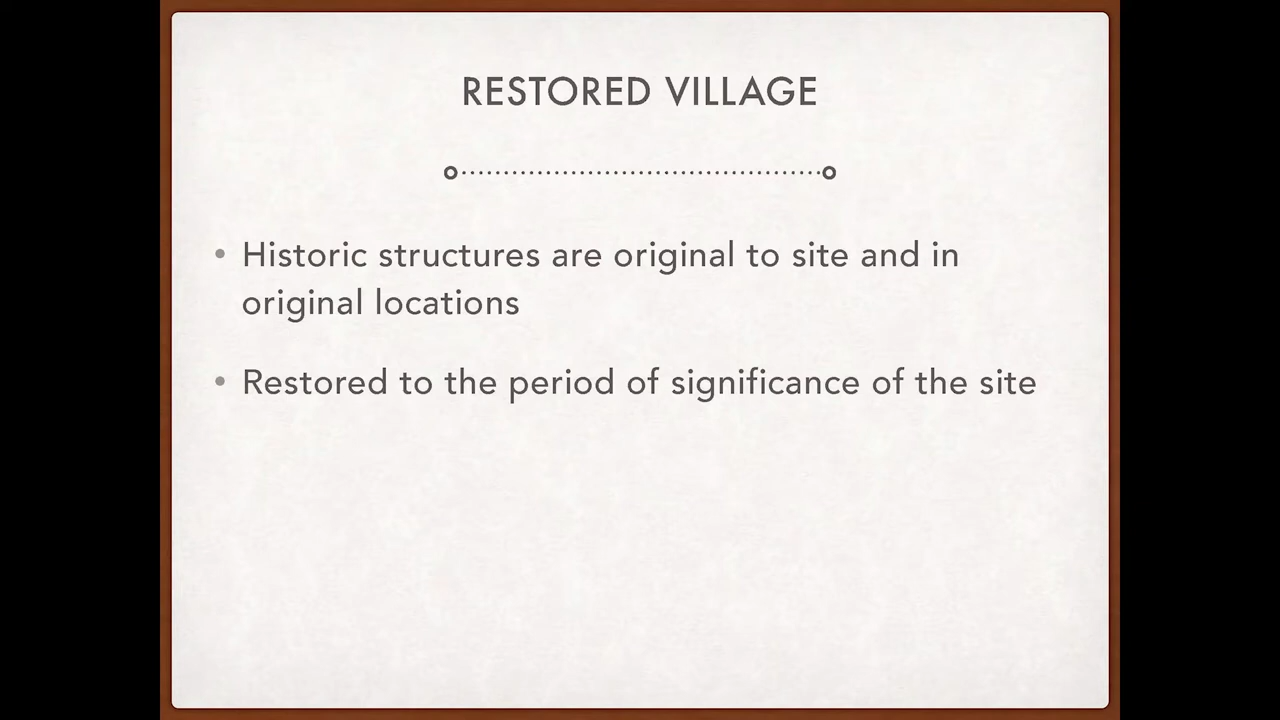 RESTORED VILLAGE
• Historic structures are original to site and in
original locations
• Restored to the period of significance of the site